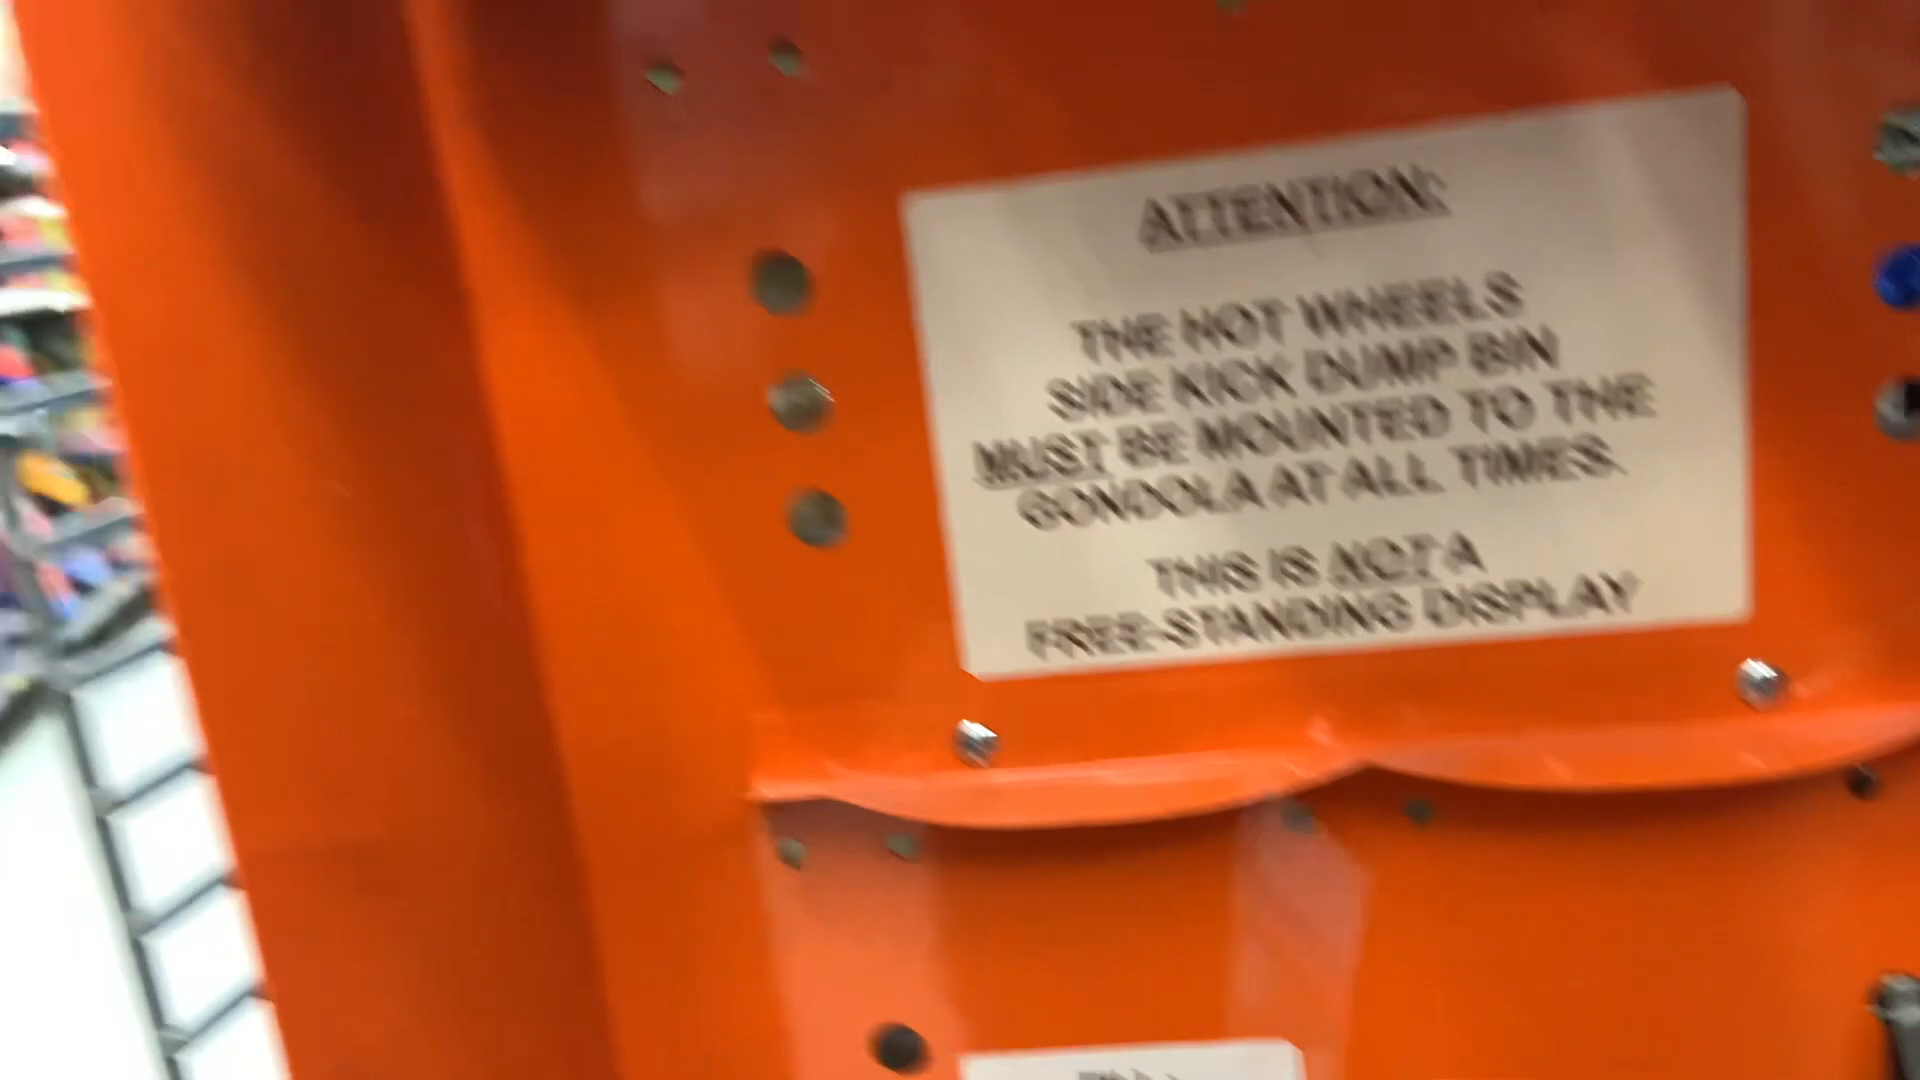 ATTENTION:
THE HOT WHEELS
SIDE KICK DUMP BIN
MUST BE MOUNTED TO THE
GONDOLA AT ALL TIMES.
THIS IS NOT A
FREE-STANDING DISPLAY